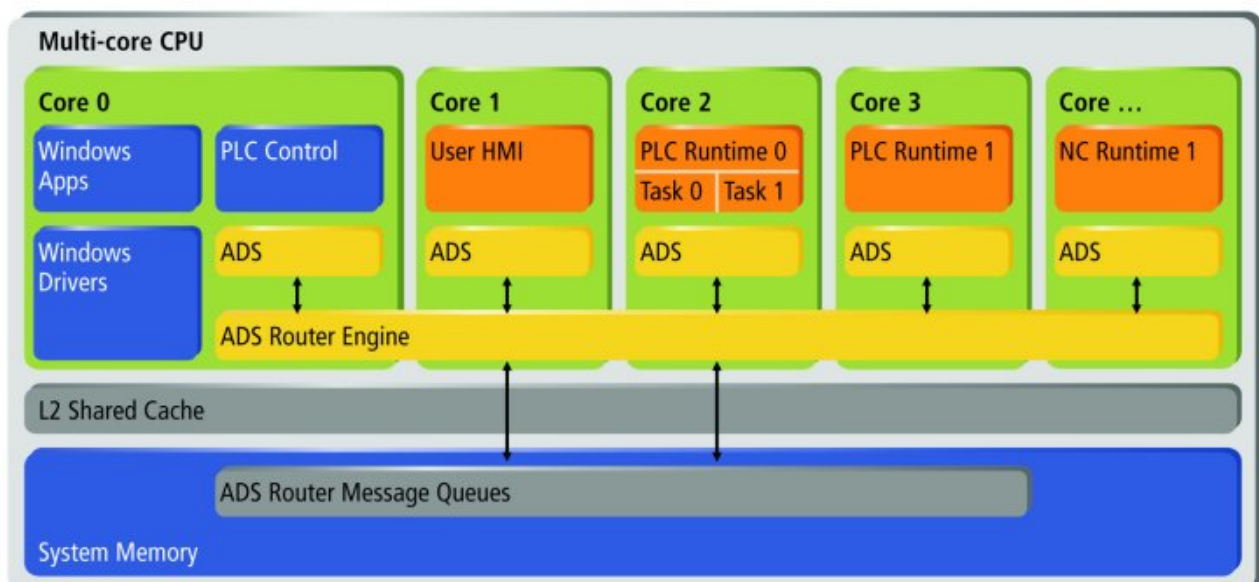 Multi-core CPU
Core 0
Windows
Apps
PLC Control
Windows
Drivers
ADS
Core 1
User HMI
ADS
Core 2
PLC Runtime 0
Task 0
Task 1
ADS
Core 3
PLC Runtime 1
ADS
Core …
NC Runtime 1
ADS
ADS Router Engine
L2 Shared Cache
ADS Router Message Queues
System Memory